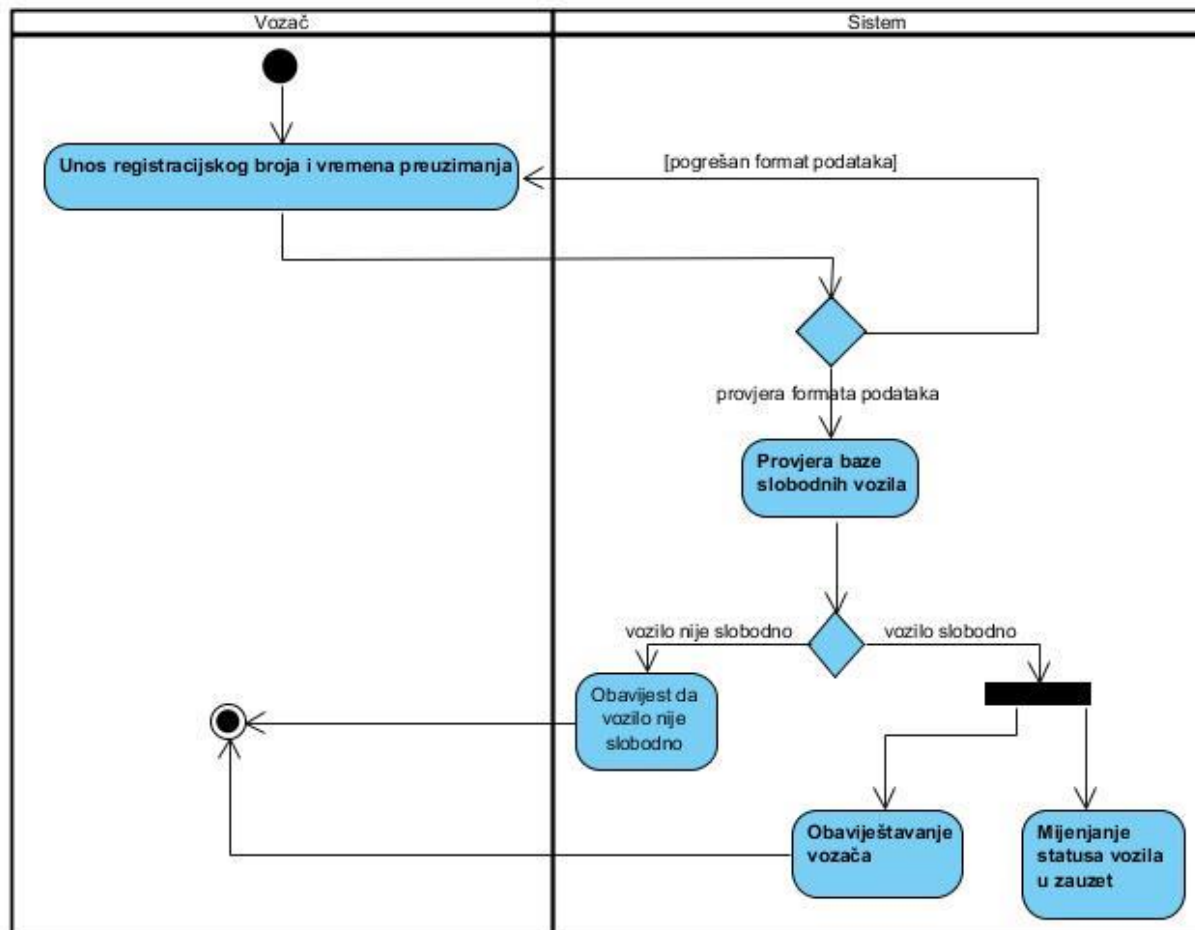 Vozač
Sistem
Unos registracijskog broja i vremena preuzimanja
[pogrešan format podataka]
provjera formata podataka
Provjera baze
slobodnih vozila
vozilo nije slobodno
vozilo slobodno
Obavijest da
vozilo nije
slobodno
Obaviještavanje
vozača
Mijenjanje
statusa vozila
u zauzet